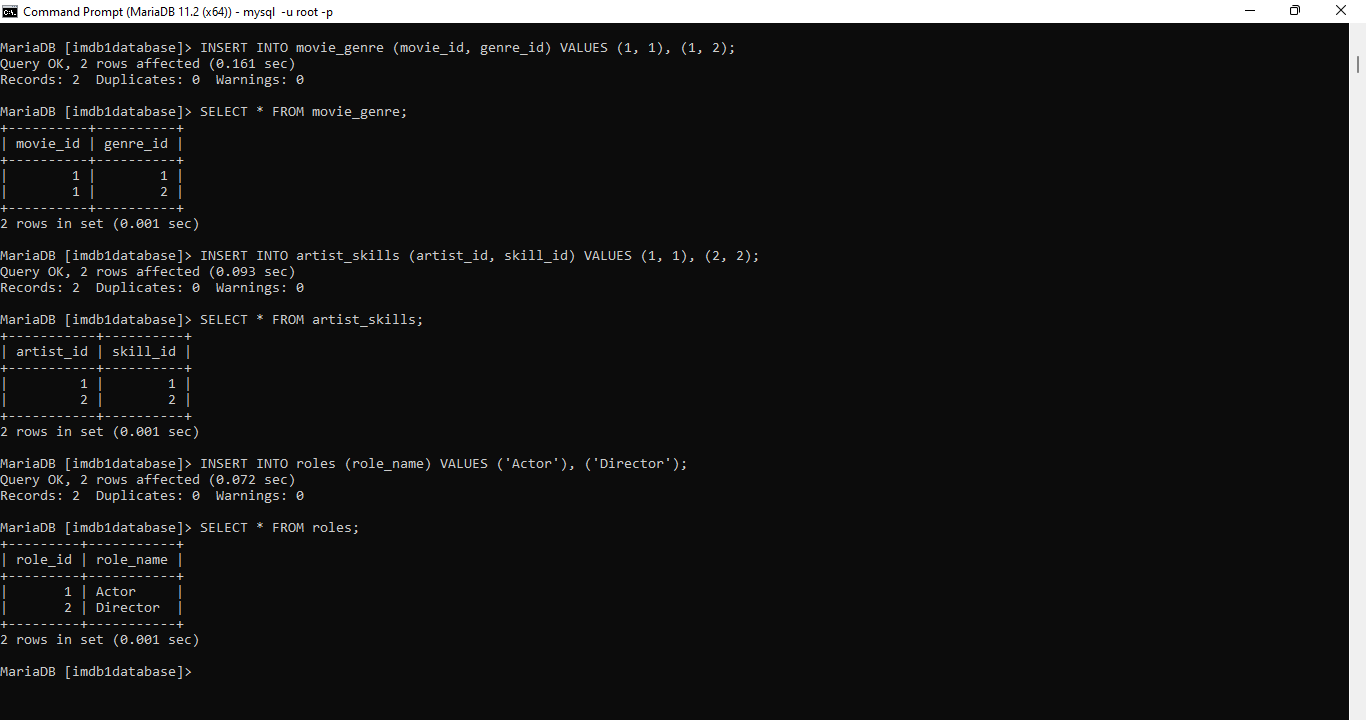 Command Prompt (MariaDB 11.2 (x64)) - mysql -u root -p
MariaDB [imdb1database]> INSERT INTO movie_genre (movie_id, genre_id) VALUES (1, 1), (1, 2);
Query OK, 2 rows affected (0.161 sec)
Records: 2  Duplicates: 0  Warnings: 0
MariaDB [imdb1database]> SELECT * FROM movie_genre;
+----------+----------+
| movie_id | genre_id |
+----------+----------+
|        1 |        1 |
|        1 |        2 |
+----------+----------+
2 rows in set (0.001 sec)
MariaDB [imdb1database]> INSERT INTO artist_skills (artist_id, skill_id) VALUES (1, 1), (2, 2);
Query OK, 2 rows affected (0.093 sec)
Records: 2  Duplicates: 0  Warnings: 0
MariaDB [imdb1database]> SELECT * FROM artist_skills;
+-----------+----------+
| artist_id | skill_id |
+-----------+----------+
|         1 |        1 |
|         2 |        2 |
+-----------+----------+
2 rows in set (0.001 sec)
MariaDB [imdb1database]> INSERT INTO roles (role_name) VALUES ('Actor'), ('Director');
Query OK, 2 rows affected (0.072 sec)
Records: 2  Duplicates: 0  Warnings: 0
MariaDB [imdb1database]> SELECT * FROM roles;
+---------+-----------+
| role_id | role_name |
+---------+-----------+
|       1 | Actor     |
|       2 | Director  |
+---------+-----------+
2 rows in set (0.001 sec)
MariaDB [imdb1database]>